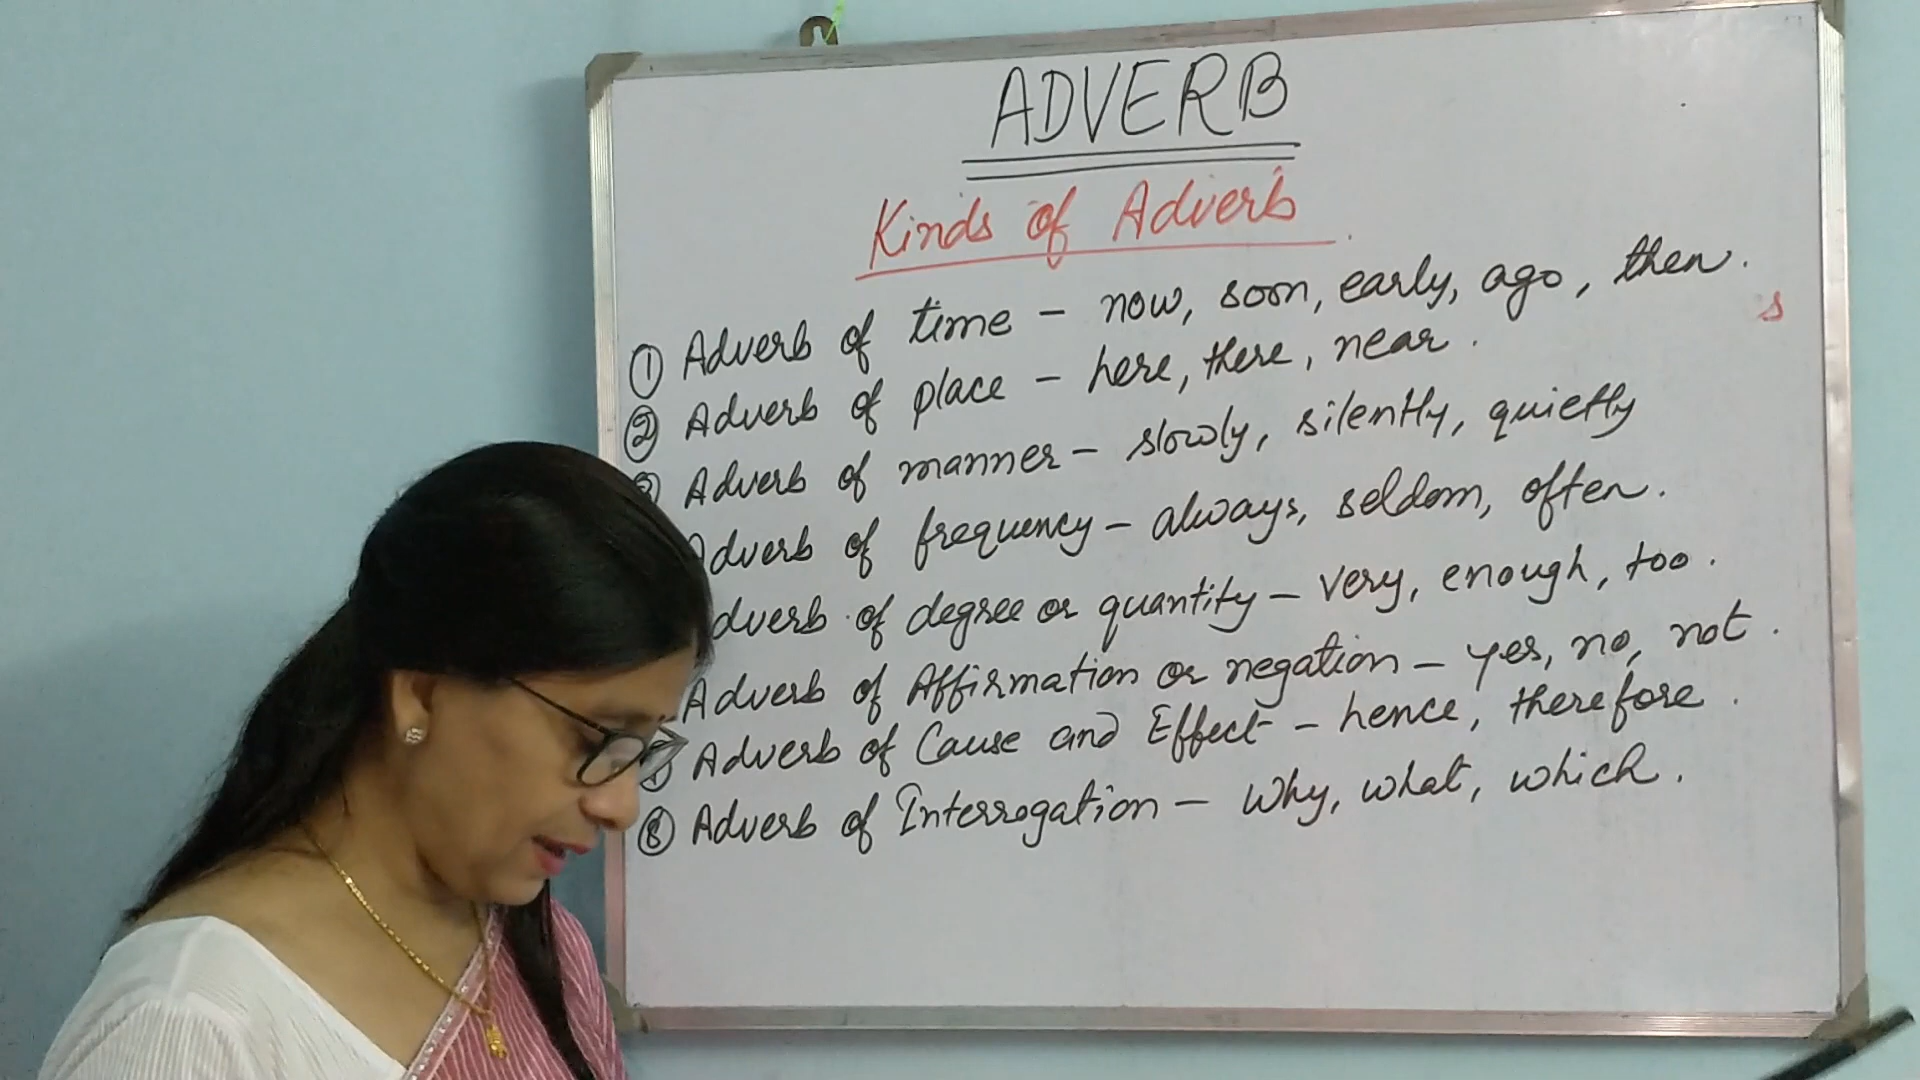 ADVERB
Kinds of Adverb
① Adverb of time - now, soon, early, ago, then.
s
② Adverb of place - here, there, near.
③ Adverb of manner - slowly, silently, quietly
Adverb of frequency - always, seldom, often.
dverb of degree or quantity - very, enough, too.
Adverb of Affirmation or negation - yes, no, not.
Adverb of Cause and Effect - hence, therefore.
⑧ Adverb of Interrogation - Why, what, which.